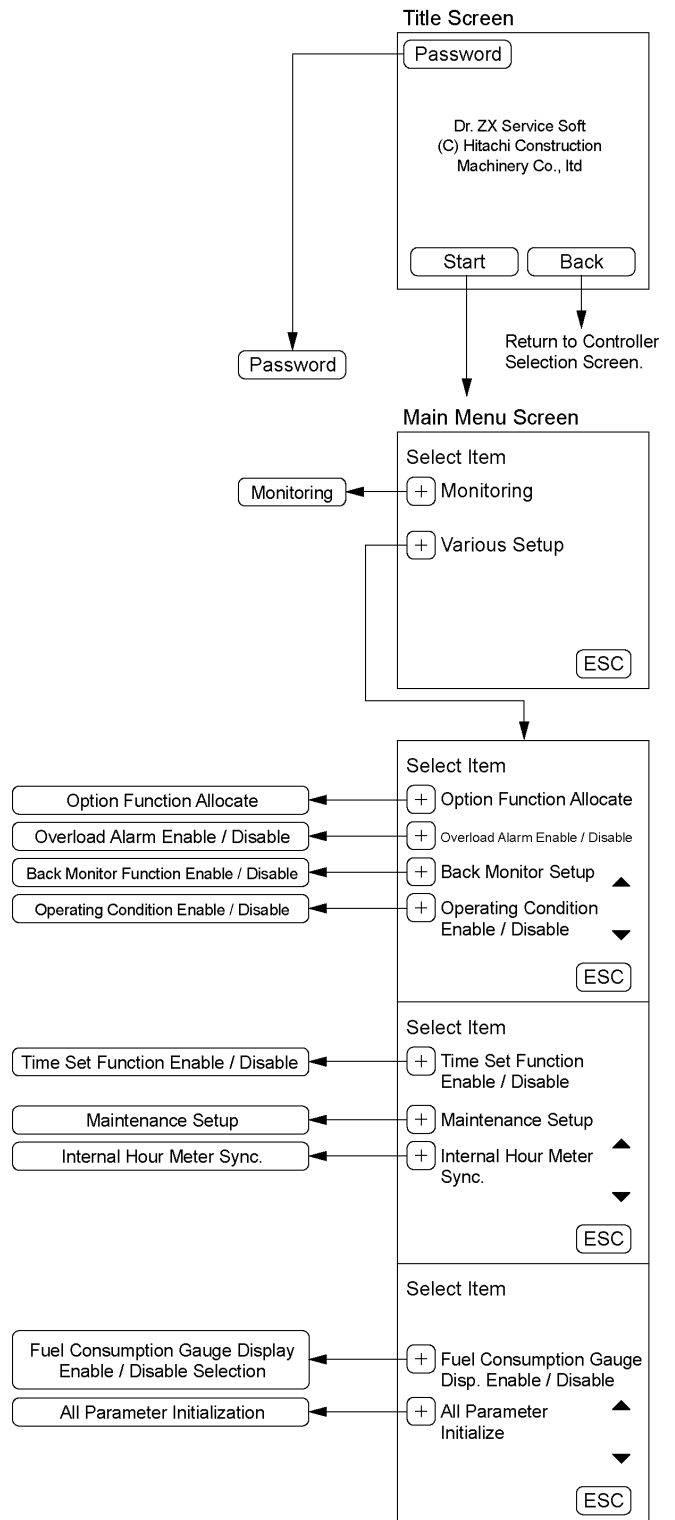 Title Screen
Password
Dr. ZX Service Soft
(C) Hitachi Construction
Machinery Co., ltd
Start
Back
Return to Controller
Selection Screen.
Password
Main Menu Screen
Select Item
Monitoring
+ Monitoring
+ Various Setup
ESC
Select Item
Option Function Allocate
+ Option Function Allocate
Overload Alarm Enable / Disable
+ Overload Alarm Enable / Disable
Back Monitor Function Enable / Disable
+ Back Monitor Setup
Operating Condition Enable / Disable
+ Operating Condition
Enable / Disable
ESC
Select Item
Time Set Function Enable / Disable
+ Time Set Function
Enable / Disable
Maintenance Setup
+ Maintenance Setup
Internal Hour Meter Sync.
+ Internal Hour Meter
Sync.
ESC
Select Item
Fuel Consumption Gauge Display
Enable / Disable Selection
+ Fuel Consumption Gauge
Disp. Enable / Disable
All Parameter Initialization
+ All Parameter
Initialize
ESC